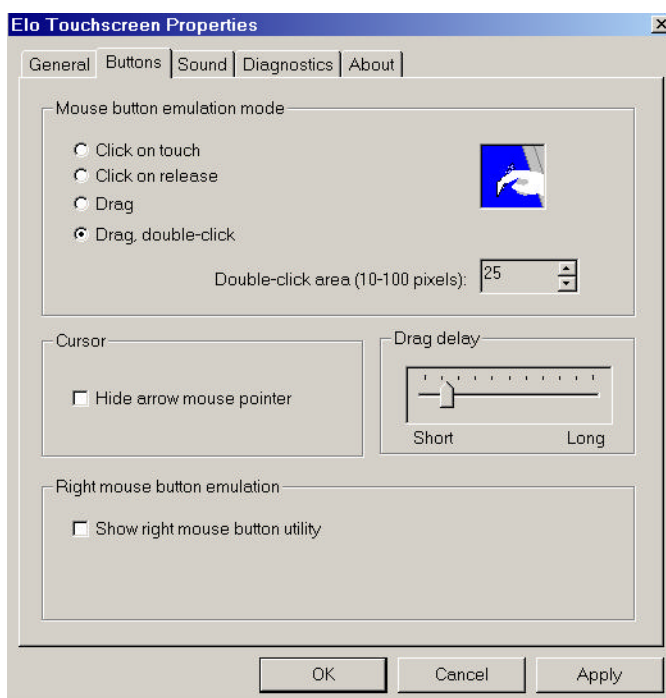 Elo Touchscreen Properties
General Buttons Sound Diagnostics About
Mouse button emulation mode
Click on touch
Click on release
Drag
Drag, double-click
Double-click area (10-100 pixels): 25
Cursor
Hide arrow mouse pointer
Drag delay
Short Long
Right mouse button emulation
Show right mouse button utility
OK Cancel Apply